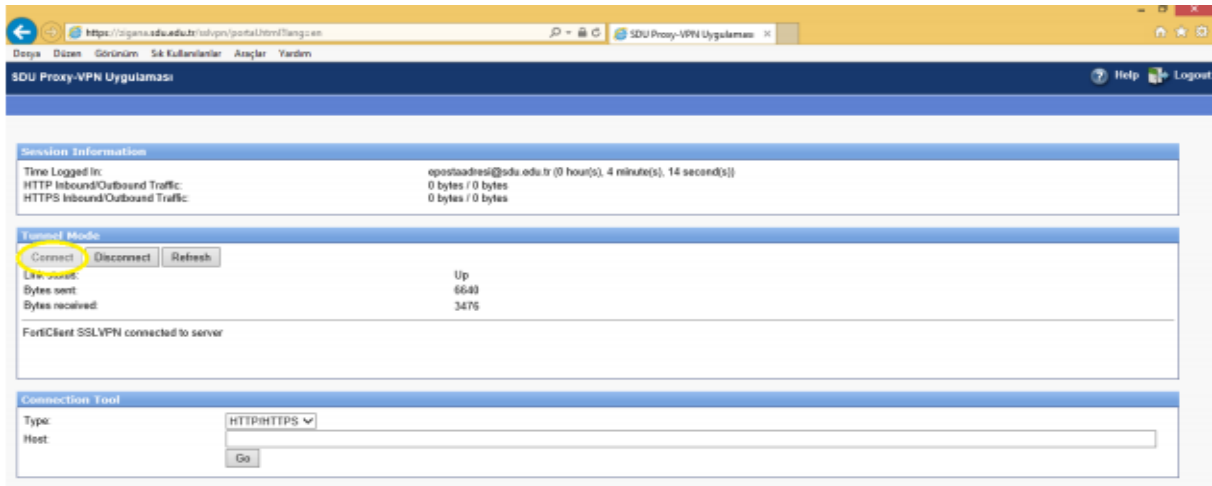 https://zigana.sdu.edu.tr/sslvpn/portal.html?lang=en
SDU Proxy-VPN Uygulaması
Dosya Düzen Görünüm Sık Kullanılanlar Araçlar Yardım
SDU Proxy-VPN Uygulaması
Help Logout
Session Information
Time Logged In: epostaadresi@sdu.edu.tr (0 hour(s), 4 minute(s), 14 second(s))
HTTP Inbound/Outbound Traffic: 0 bytes / 0 bytes
HTTPS Inbound/Outbound Traffic: 0 bytes / 0 bytes
Tunnel Mode
Connect Disconnect Refresh
Link Status: Up
Bytes sent: 6640
Bytes received: 3476
FortiClient SSLVPN connected to server
Connection Tool
Type: HTTP/HTTPS
Host:
Go